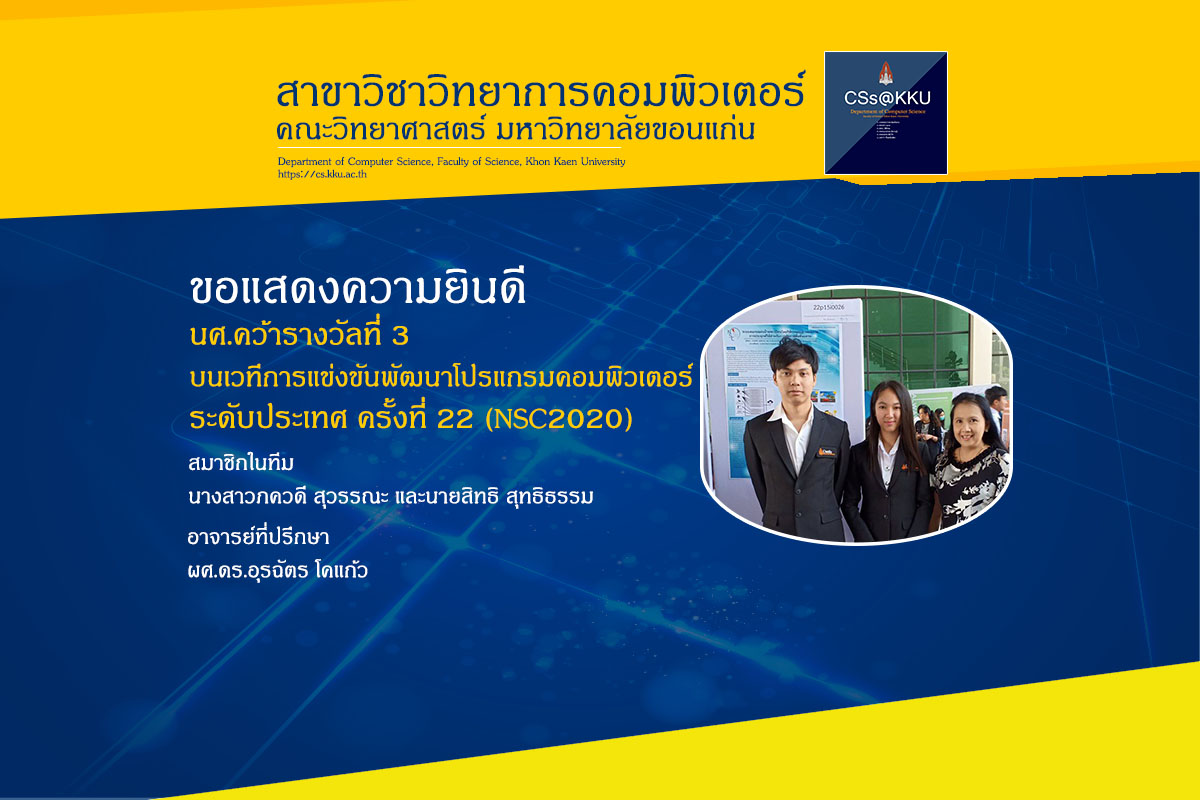 สาขาวิชาวิทยาการคอมพิวเตอร์
คณะวิทยาศาสตร์ มหาวิทยาลัยขอนแก่น
Department of Computer Science, Faculty of Science, Khon Kaen University
https://cs.kku.ac.th
CSs@KKU
Department of Computer Science
ขอแสดงความยินดี
นศ.คว้ารางวัลที่ 3
บนเวทีการแข่งขันพัฒนาโปรแกรมคอมพิวเตอร์
ระดับประเทศ ครั้งที่ 22 (NSC2020)
สมาชิกในทีม
นางสาวภควดี สุวรรณะ และนายสิทธิ สุทธิธรรม
อาจารย์ที่ปรึกษา
ผศ.ดร.อุรฉัตร โคแก้ว
22p15i0026